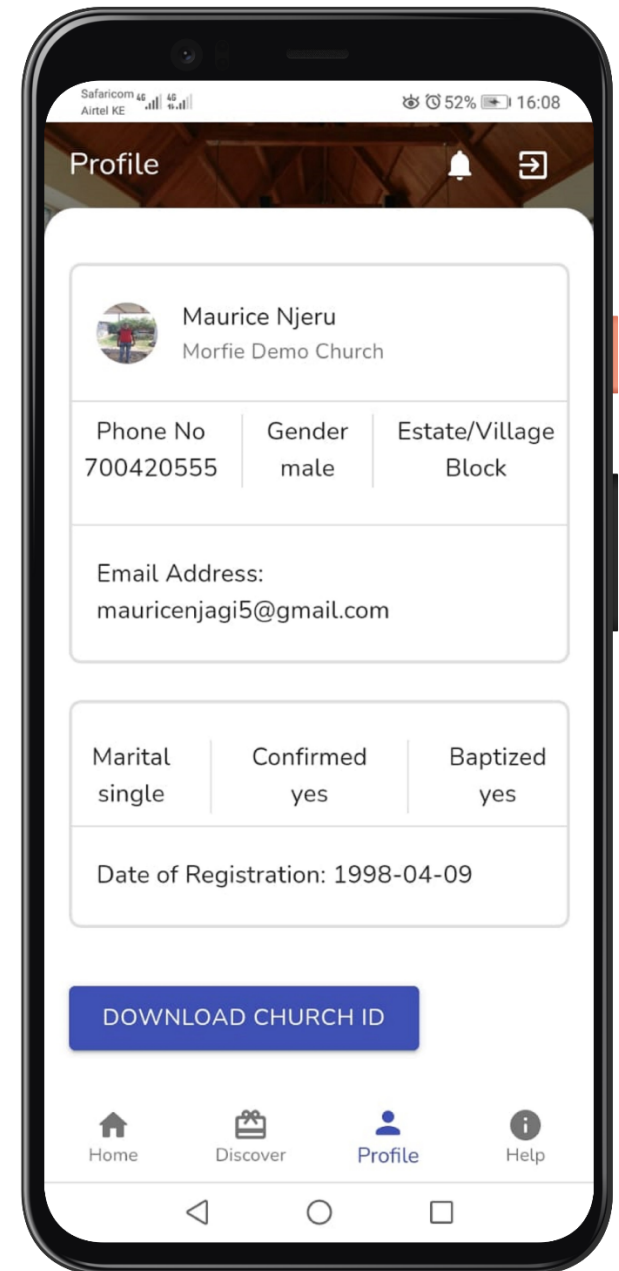 Safaricom 4G 4G
Airtel KE
52% 16:08
Profile
Maurice Njeru
Morfie Demo Church
Phone No Gender Estate/Village
700420555 male Block
Email Address:
mauricenjagi5@gmail.com
Marital Confirmed Baptized
single yes yes
Date of Registration: 1998-04-09
DOWNLOAD CHURCH ID
Home Discover Profile Help